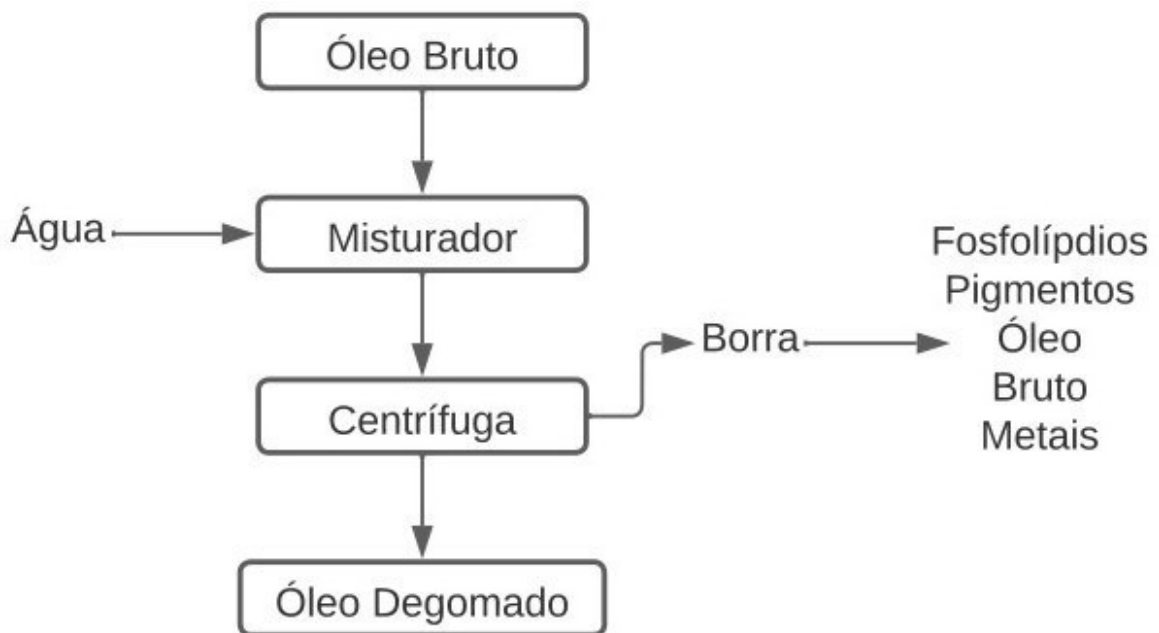 Óleo Bruto
Água
Misturador
Centrífuga
Borra
Fosfolípdios
Pigmentos
Óleo
Bruto
Metais
Óleo Degomado